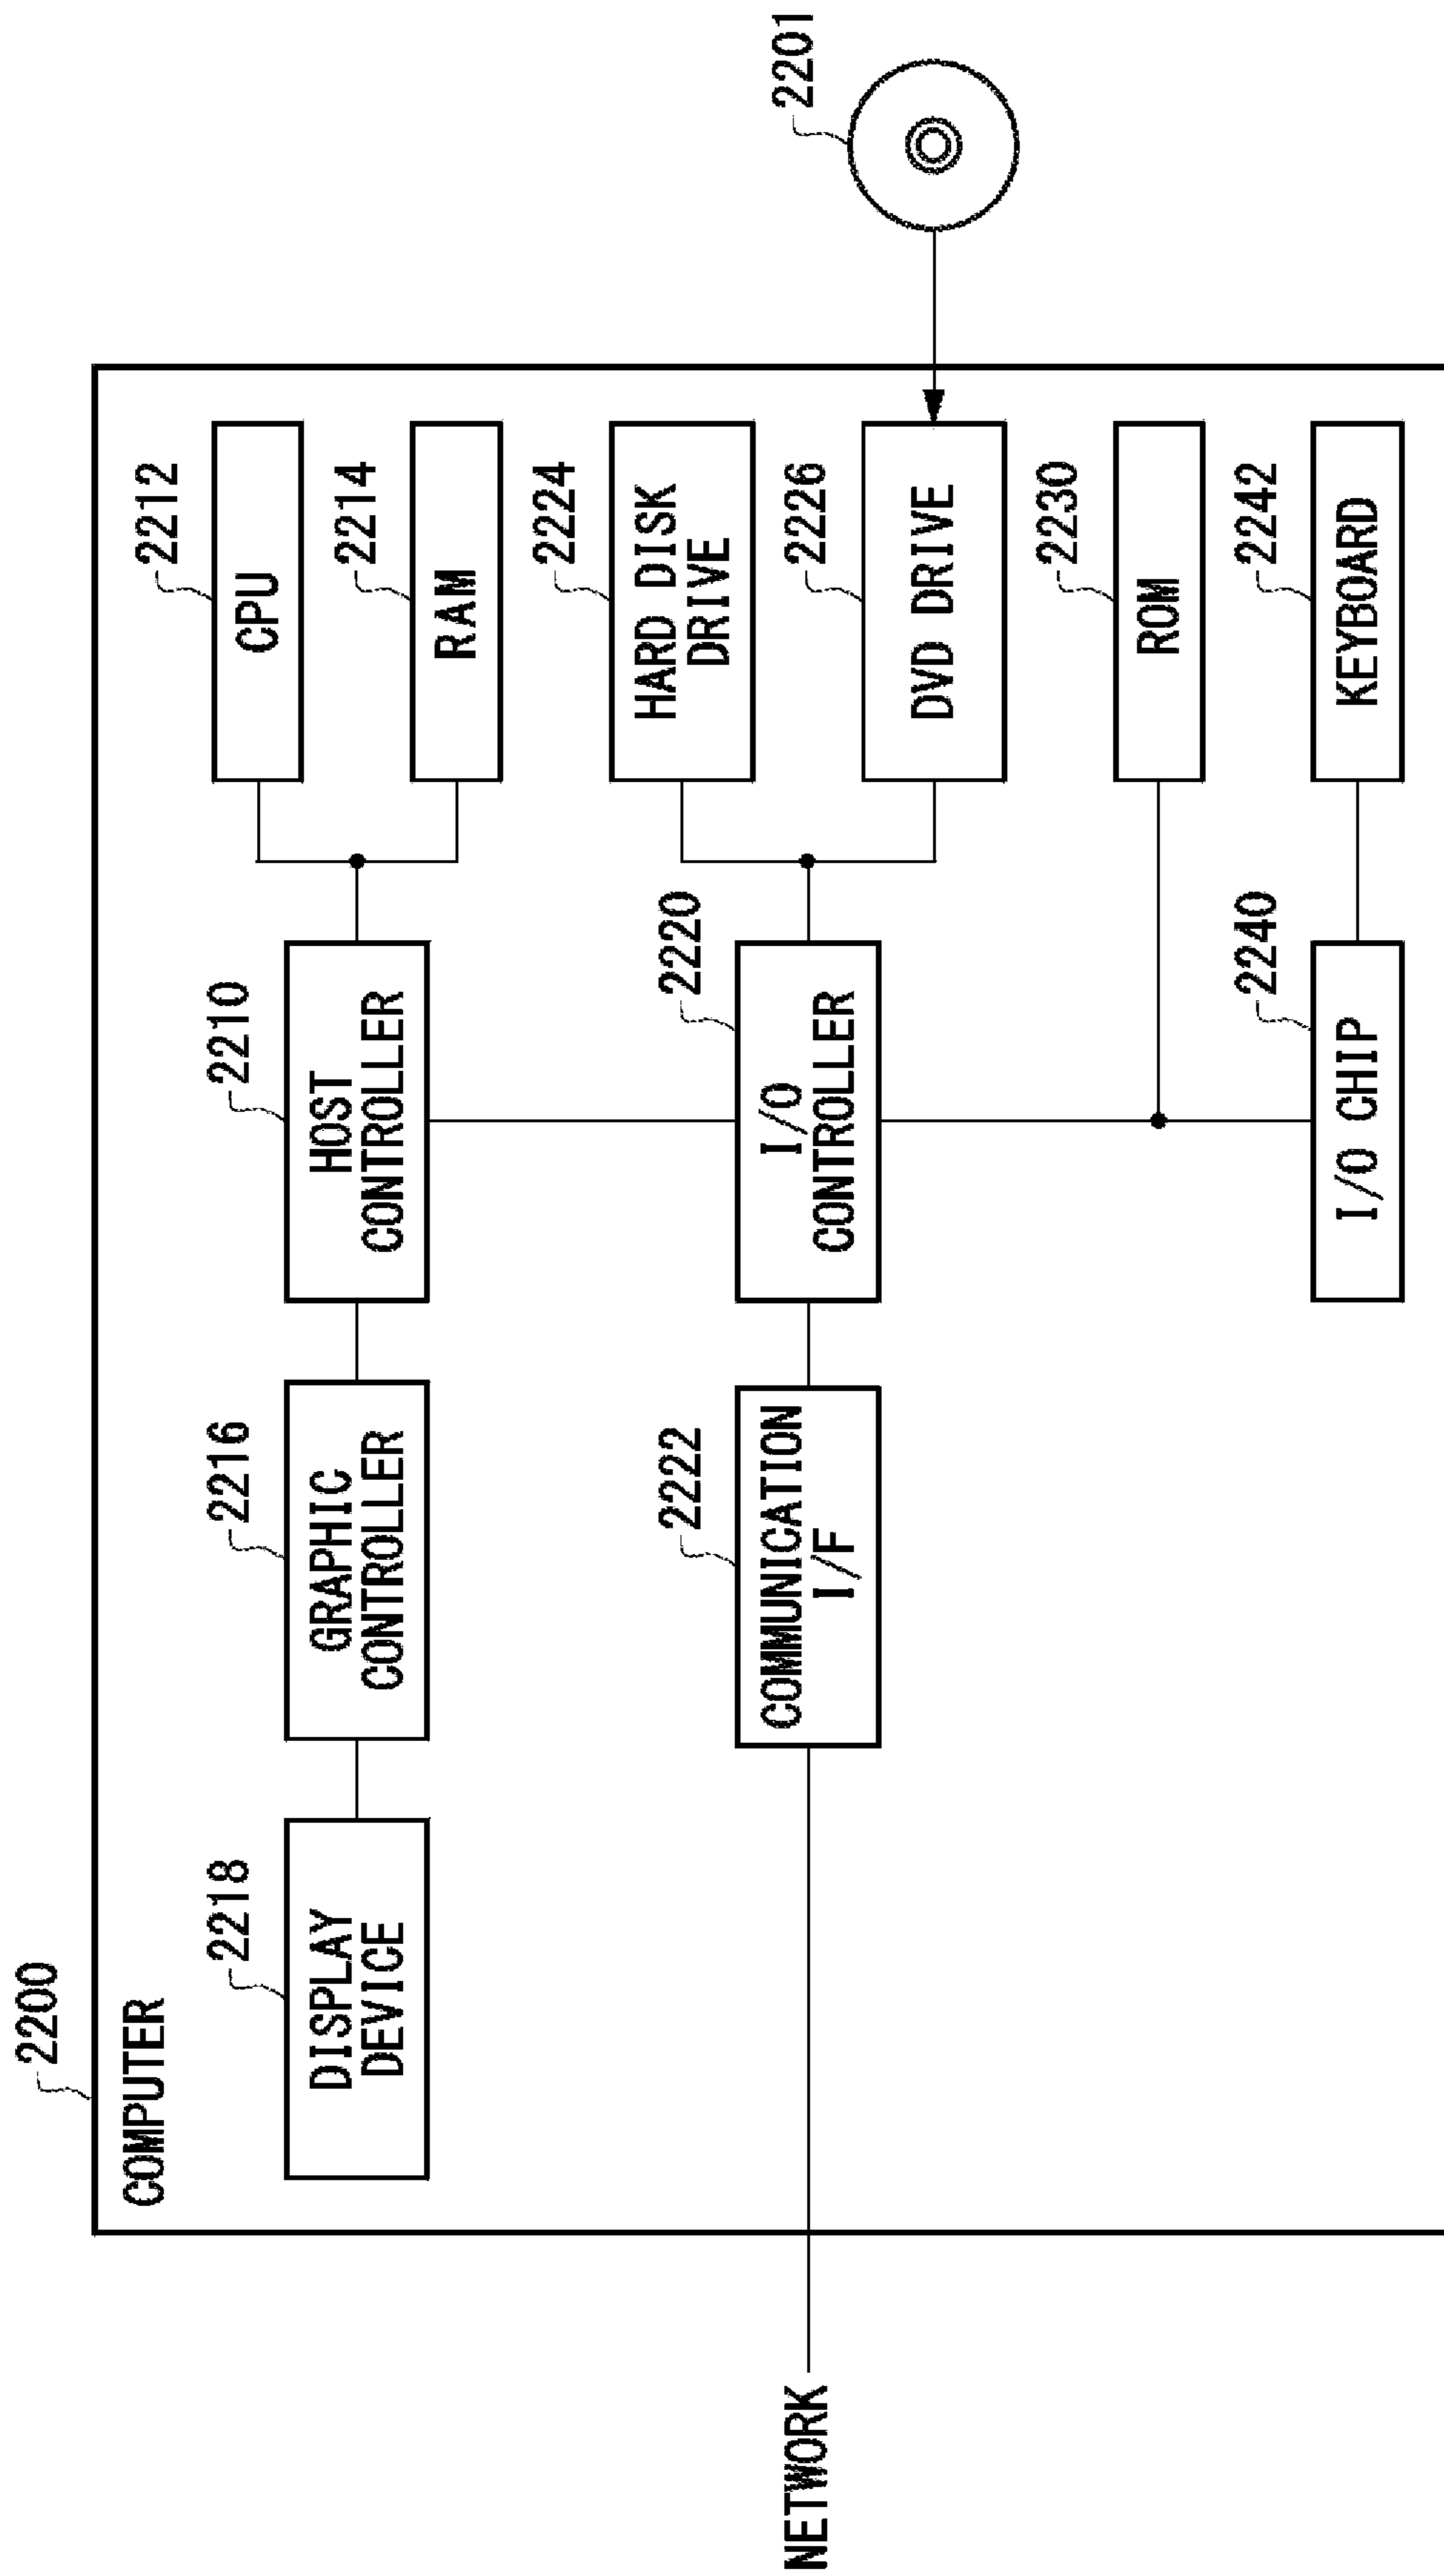 2200
COMPUTER
2212
CPU
2214
RAM
2218
DISPLAY
DEVICE
2216
GRAPHIC
CONTROLLER
2210
HOST
CONTROLLER
2224
HARD DISK
DRIVE
2201
NETWORK
2222
COMMUNICATION
I/F
2220
I/O
CONTROLLER
2226
DVD DRIVE
2230
ROM
2240
I/O CHIP
2242
KEYBOARD